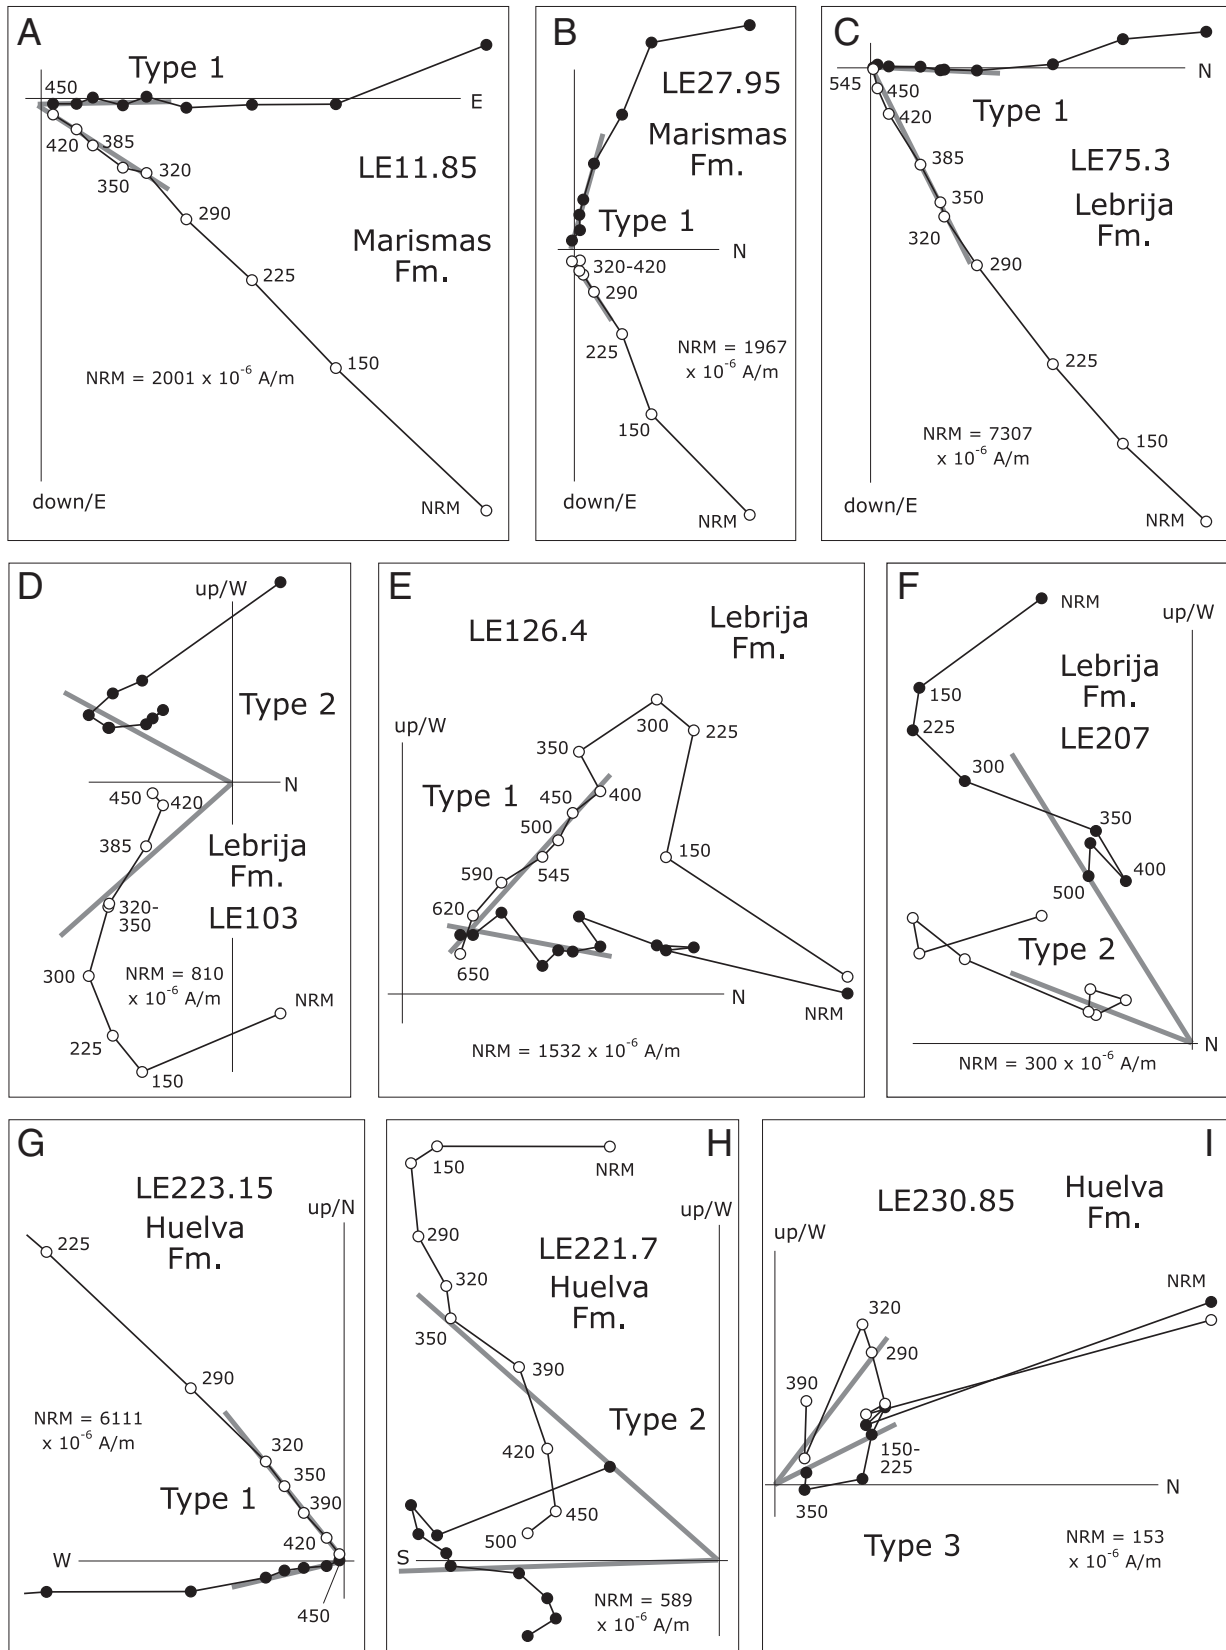 A
Type 1
450
E
420
385
350
320
290
225
150
NRM
LE11.85
Marismas
Fm.
NRM = 2001 x 10-6 A/m
down/E
B
LE27.95
Marismas
Fm.
Type 1
N
320-420
290
225
150
NRM = 1967
x 10-6 A/m
NRM
down/E
C
N
545
450
420
Type 1
385
350
320
290
225
150
NRM
LE75.3
Lebrija
Fm.
NRM = 7307
x 10-6 A/m
down/E
D
up/W
Type 2
N
450
420
385
320-
350
300
225
150
NRM
Lebrija
Fm.
LE103
NRM = 810
x 10-6 A/m
E
LE126.4
Lebrija
Fm.
up/W
300
225
350
Type 1
450
400
500
545
590
150
620
650
N
NRM
NRM = 1532 x 10-6 A/m
F
NRM
up/W
150
225
300
Lebrija
Fm.
LE207
350
400
500
Type 2
N
NRM = 300 x 10-6 A/m
G
LE223.15
Huelva
Fm.
up/N
225
290
NRM = 6111
x 10-6 A/m
320
350
390
Type 1
420
W
450
H
150
NRM
up/W
290
LE221.7
Huelva
Fm.
320
350
390
Type 2
420
450
500
S
NRM = 589
x 10-6 A/m
I
LE230.85
Huelva
Fm.
up/W
NRM
320
290
390
150-
225
N
350
Type 3
NRM = 153
x 10-6 A/m